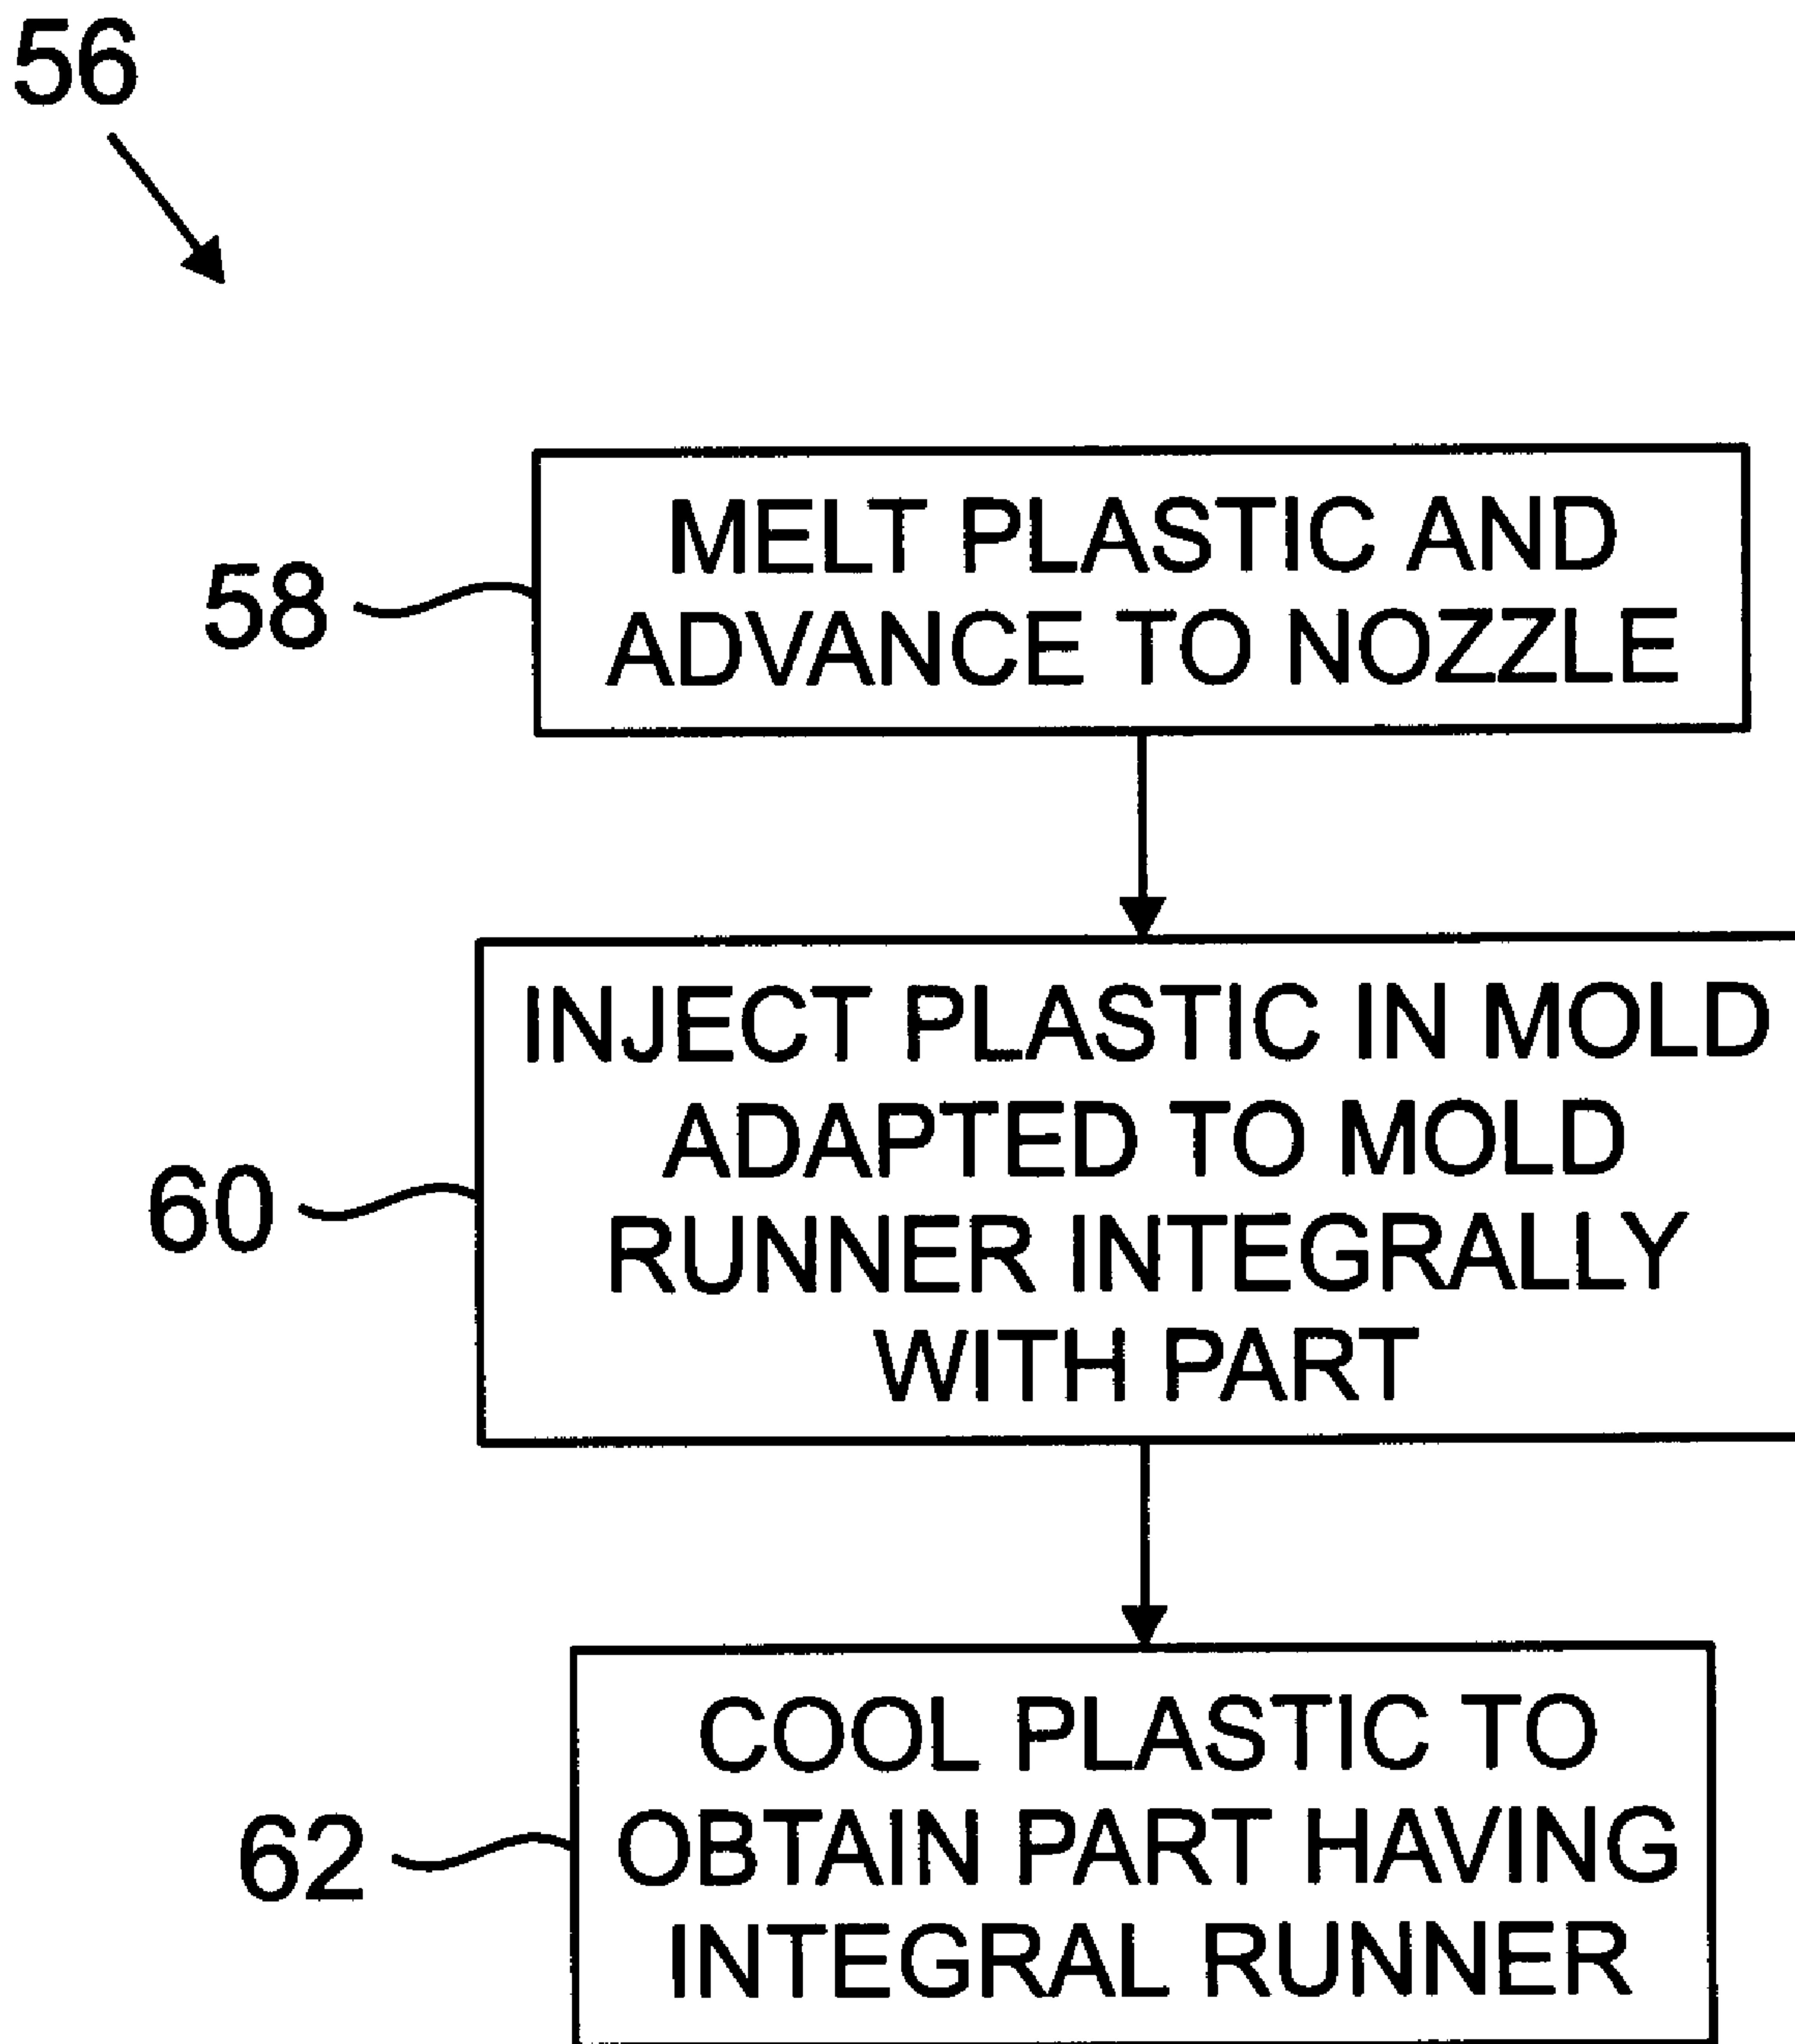 56
58
MELT PLASTIC AND
ADVANCE TO NOZZLE
60
INJECT PLASTIC IN MOLD
ADAPTED TO MOLD
RUNNER INTEGRALLY
WITH PART
62
COOL PLASTIC TO
OBTAIN PART HAVING
INTEGRAL RUNNER